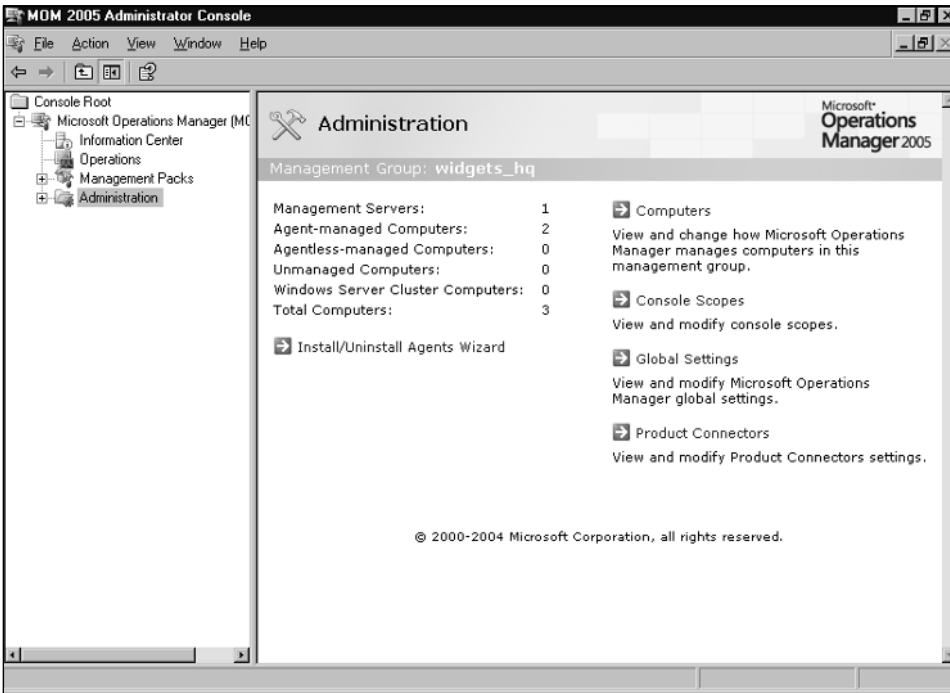 MOM 2005 Administrator Console
File Action View Window Help
Console Root
Microsoft Operations Manager (MO
Information Center
Operations
Management Packs
Administration
Administration
Microsoft
Operations
Manager 2005
Management Group: widgets_hq
Management Servers: 1
Agent-managed Computers: 2
Agentless-managed Computers: 0
Unmanaged Computers: 0
Windows Server Cluster Computers: 0
Total Computers: 3
Install/Uninstall Agents Wizard
Computers
View and change how Microsoft Operations
Manager manages computers in this
management group.
Console Scopes
View and modify console scopes.
Global Settings
View and modify Microsoft Operations
Manager global settings.
Product Connectors
View and modify Product Connectors settings.
© 2000-2004 Microsoft Corporation, all rights reserved.